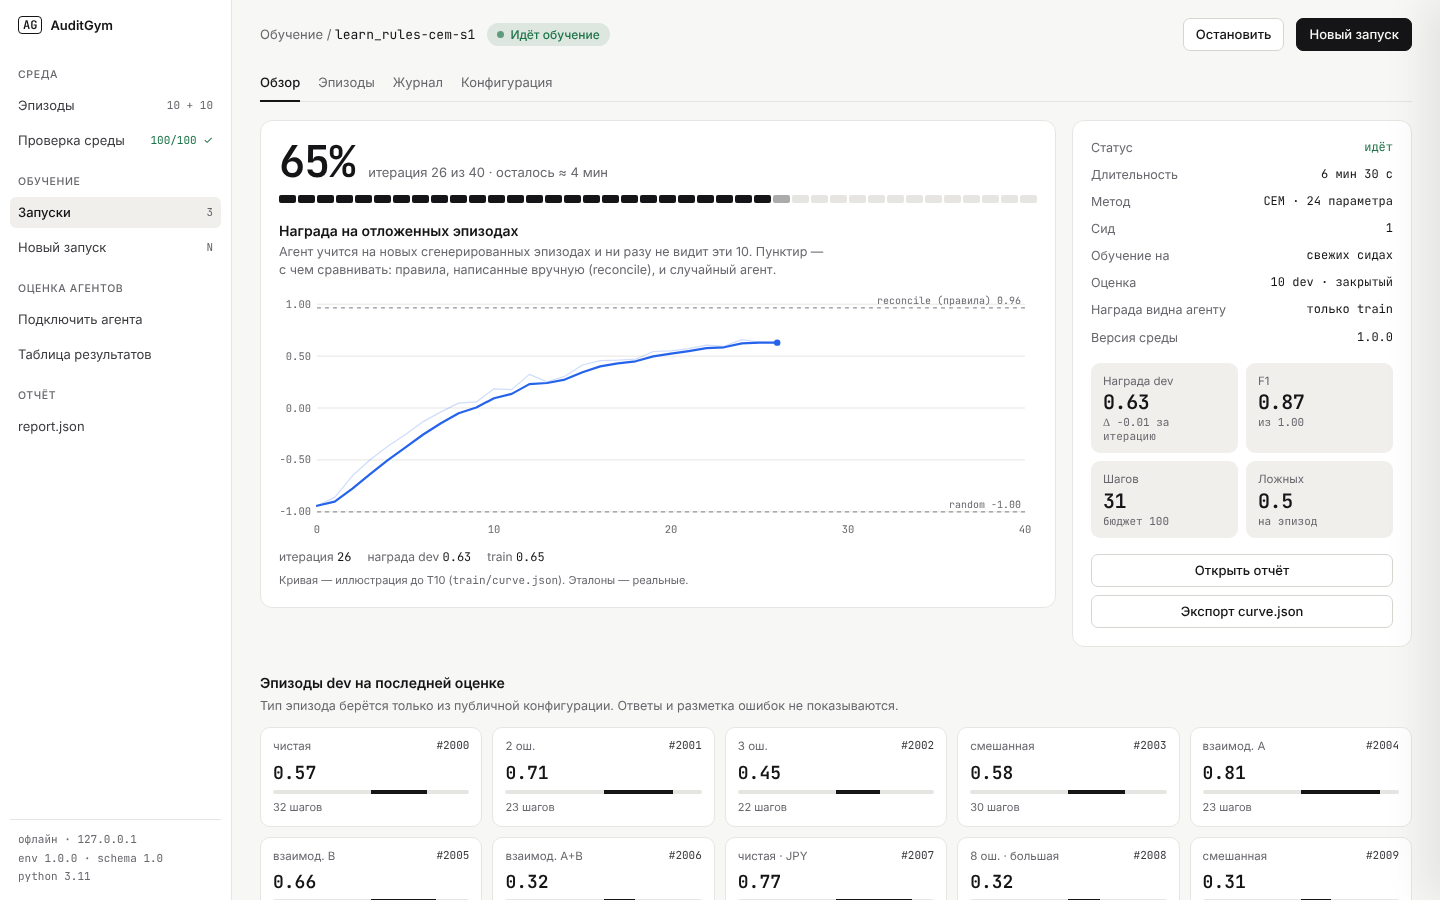 AG AuditGym
СРЕДА
Эпизоды 10 + 10
Проверка среды 100/100 ✓
ОБУЧЕНИЕ
Запуски 3
Новый запуск N
ОЦЕНКА АГЕНТОВ
Подключить агента
Таблица результатов
ОТЧЁТ
report.json
офлайн · 127.0.0.1
env 1.0.0 · schema 1.0
python 3.11
Обучение / learn_rules-cem-s1 Идёт обучение
Остановить Новый запуск
Обзор Эпизоды Журнал Конфигурация
65% итерация 26 из 40 · осталось ≈ 4 мин
Награда на отложенных эпизодах
Агент учится на новых сгенерированных эпизодах и ни разу не видит эти 10. Пунктир —
с чем сравнивать: правила, написанные вручную (reconcile), и случайный агент.
1.00
reconcile (правила) 0.96
0.50
0.00
-0.50
-1.00
random -1.00
0 10 20 30 40
итерация 26 награда dev 0.63 train 0.65
Кривая — иллюстрация до T10 (train/curve.json). Эталоны — реальные.
Статус идёт
Длительность 6 мин 30 с
Метод CEM · 24 параметра
Сид 1
Обучение на свежих сидах
Оценка 10 dev · закрытый
Награда видна агенту только train
Версия среды 1.0.0
Награда dev
0.63
Δ -0.01 за
итерацию
F1
0.87
из 1.00
Шагов
31
бюджет 100
Ложных
0.5
на эпизод
Открыть отчёт
Экспорт curve.json
Эпизоды dev на последней оценке
Тип эпизода берётся только из публичной конфигурации. Ответы и разметка ошибок не показываются.
чистая #2000
0.57
32 шагов
2 ош. #2001
0.71
23 шагов
3 ош. #2002
0.45
22 шагов
смешанная #2003
0.58
30 шагов
взаимод. A #2004
0.81
23 шагов
взаимод. B #2005
0.66
взаимод. A+B #2006
0.32
чистая · JPY #2007
0.77
8 ош. · большая #2008
0.32
смешанная #2009
0.31